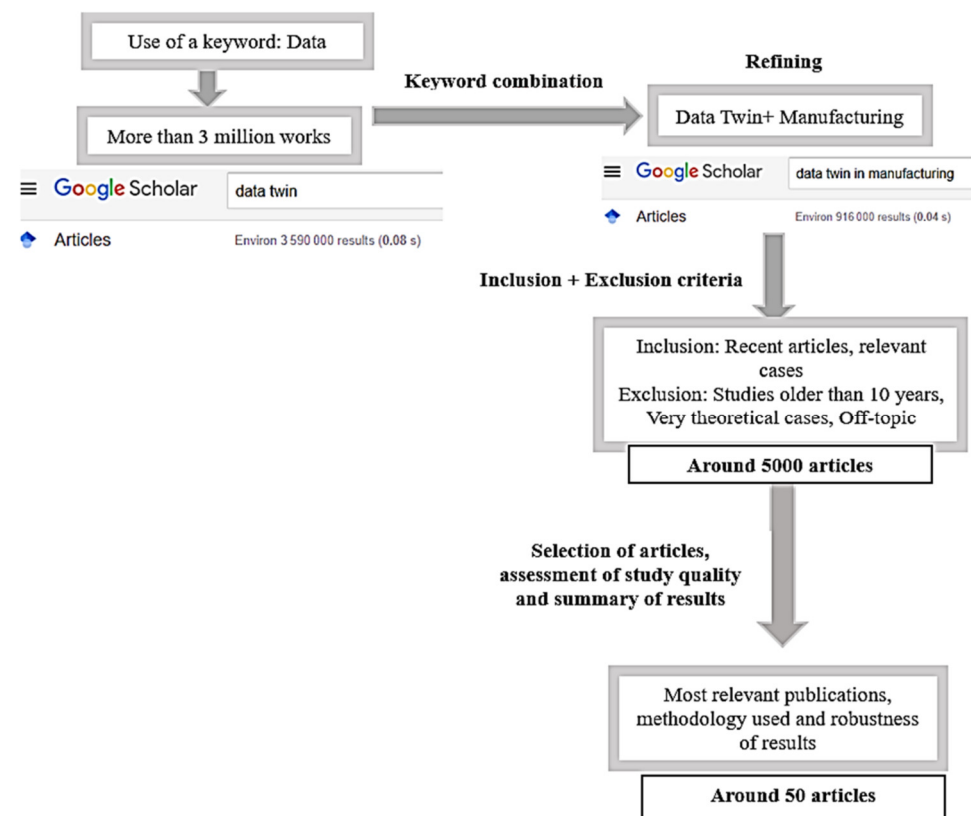 Use of a keyword: Data
More than 3 million works
Google Scholar
data twin
Articles
Environ 3 590 000 results (0.08 s)
Keyword combination
Refining
Data Twin+ Manufacturing
Google Scholar
data twin in manufacturing
Articles
Environ 916 000 results (0.04 s)
Inclusion + Exclusion criteria
Inclusion: Recent articles, relevant
cases
Exclusion: Studies older than 10 years,
Very theoretical cases, Off-topic
Around 5000 articles
Selection of articles,
assessment of study quality
and summary of results
Most relevant publications,
methodology used and robustness
of results
Around 50 articles